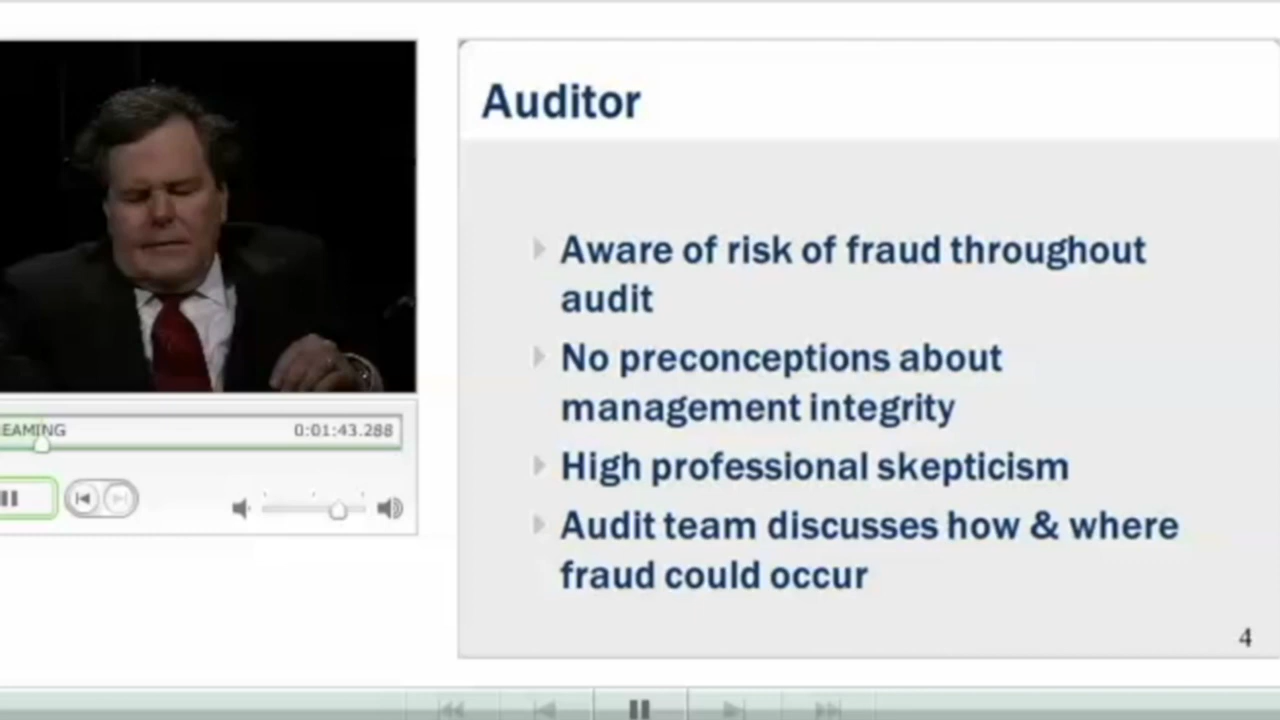 Auditor
Aware of risk of fraud throughout
audit
No preconceptions about
management integrity
High professional skepticism
Audit team discusses how & where
fraud could occur
4
EAMING 0:01:43.288